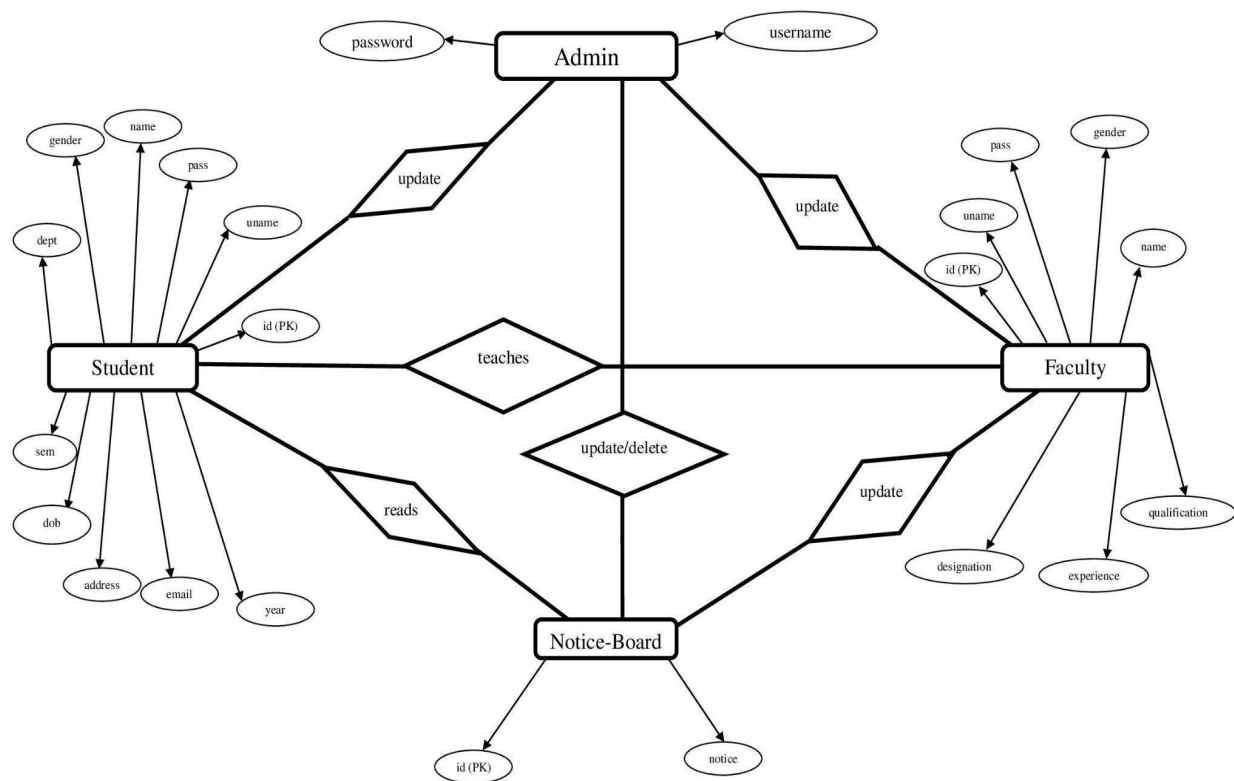 username
password
Admin
name
gender
pass
gender
pass
update
update
uname
uname
dept
name
id (PK)
id (PK)
teaches
Student
Faculty
update/delete
sem
update
reads
qualification
dob
designation
experience
address
email
year
Notice-Board
notice
id (PK)